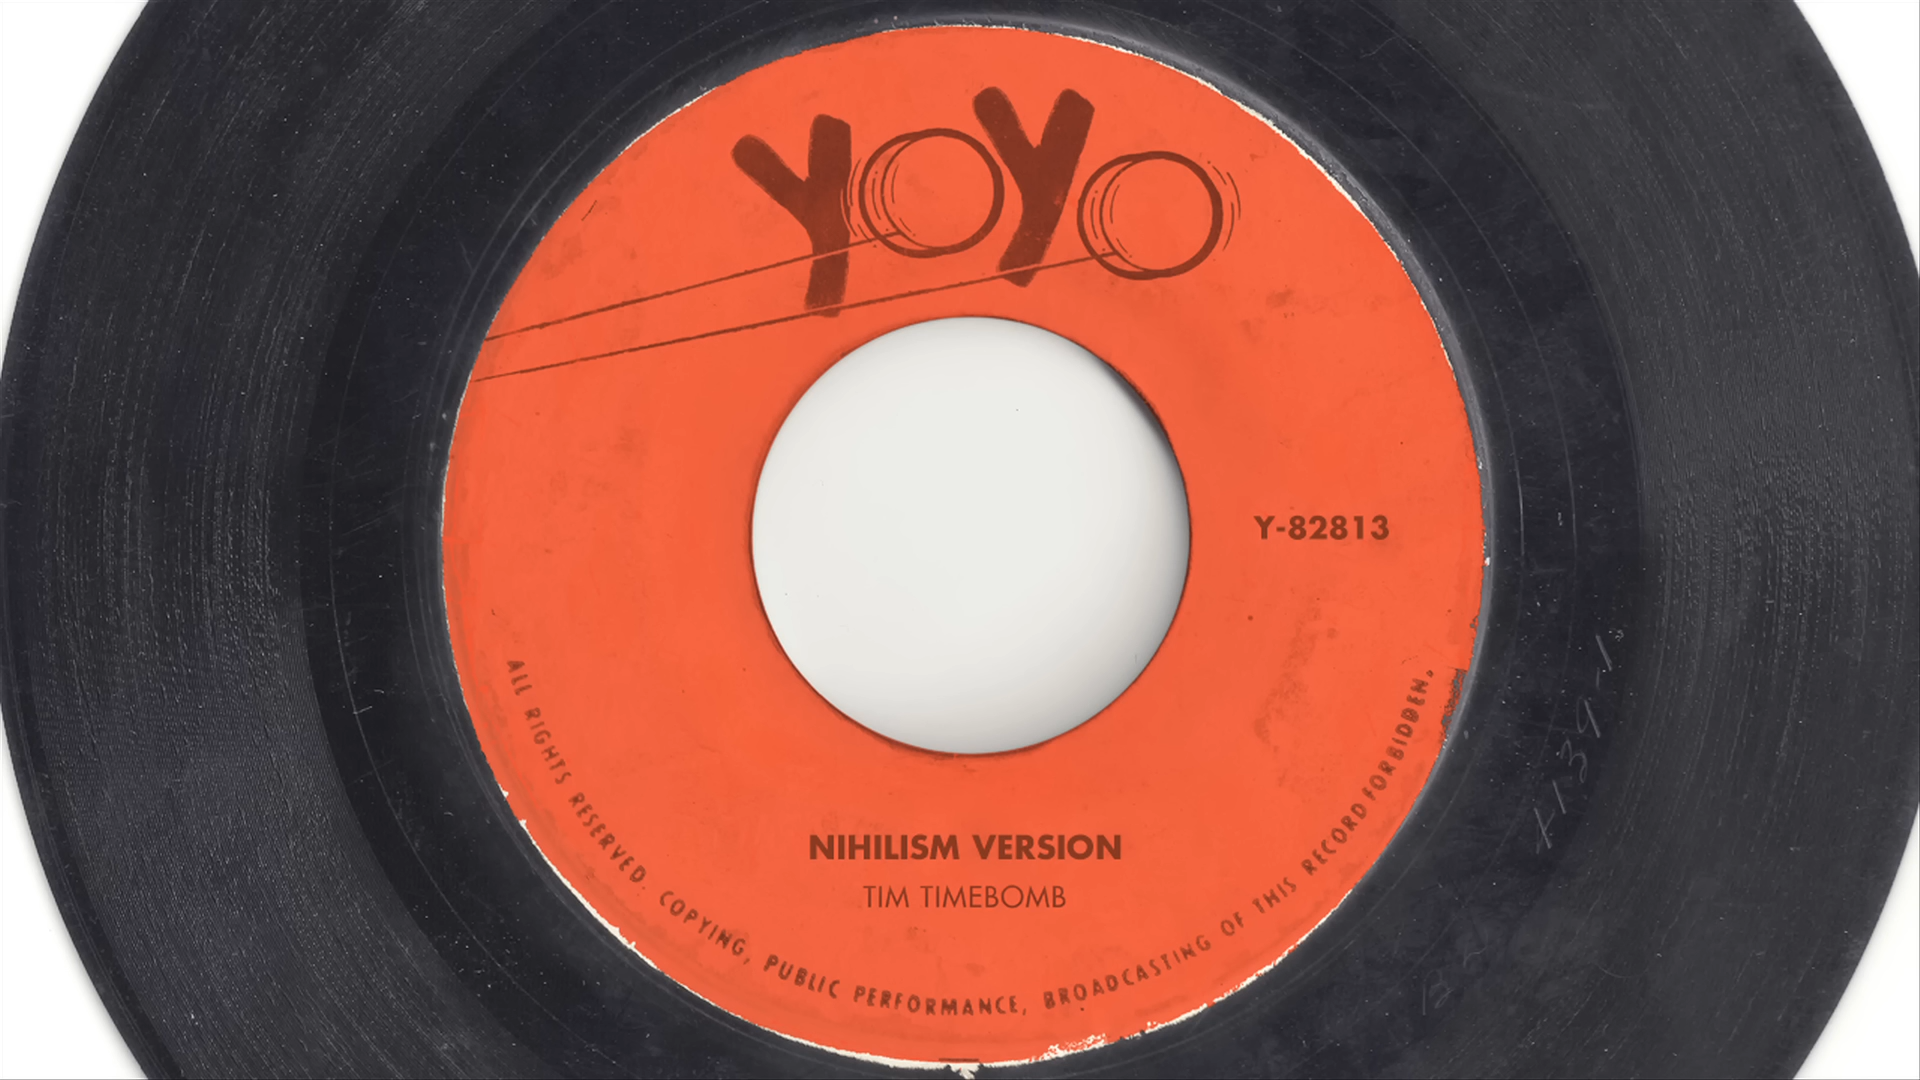 YOYO
Y-82813
NIHILISM VERSION
TIM TIMEBOMB
ALL RIGHTS RESERVED. COPYING, PUBLIC PERFORMANCE, BROADCASTING OF THIS RECORD FORBIDDEN.